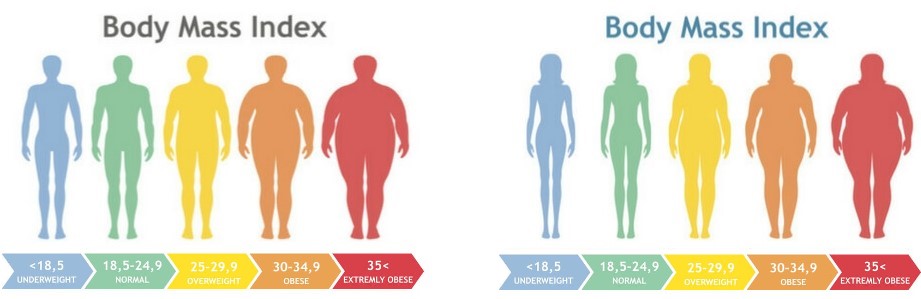 Body Mass Index
<18,5
UNDERWEIGHT
18,5-24,9
NORMAL
25-29,9
OVERWEIGHT
30-34,9
OBESE
35<
EXTREMLY OBESE
Body Mass Index
<18,5
UNDERWEIGHT
18,5-24,9
NORMAL
25-29,9
OVERWEIGHT
30-34,9
OBESE
35<
EXTREMLY OBESE